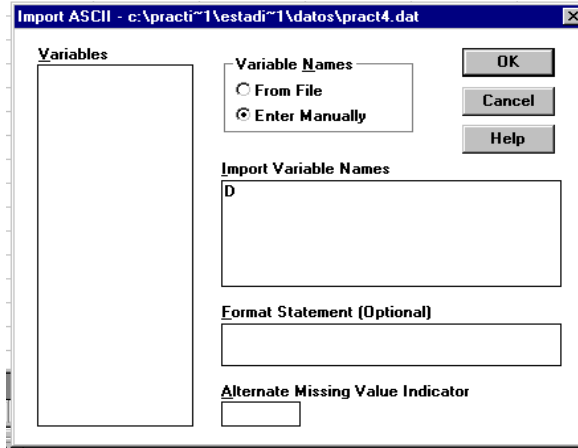 Import ASCII - c:\practi~1\estadi~1\datos\pract4.dat
Variables
Variable Names
From File
Enter Manually
OK
Cancel
Help
Import Variable Names
D
Format Statement (Optional)
Alternate Missing Value Indicator